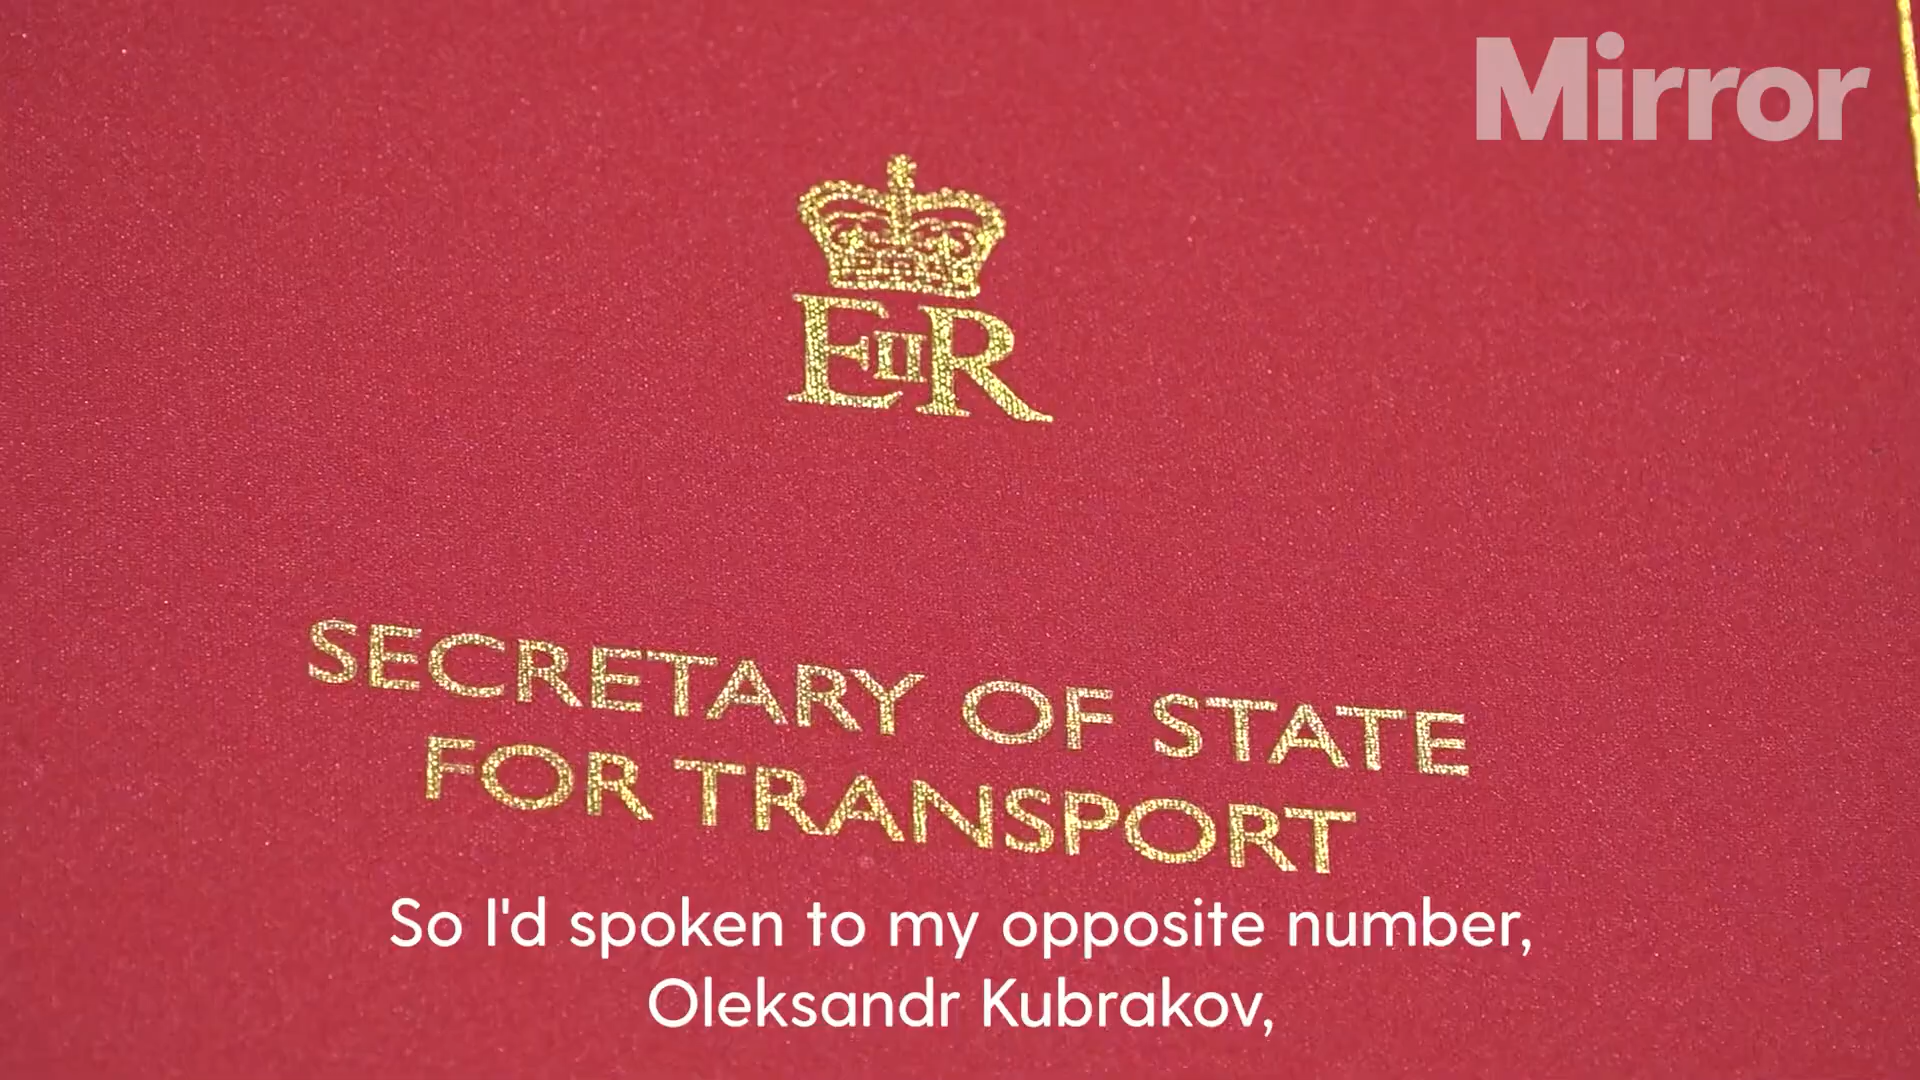 Mirror
EIIR
SECRETARY OF STATE
FOR TRANSPORT
So I'd spoken to my opposite number,
Oleksandr Kubrakov,